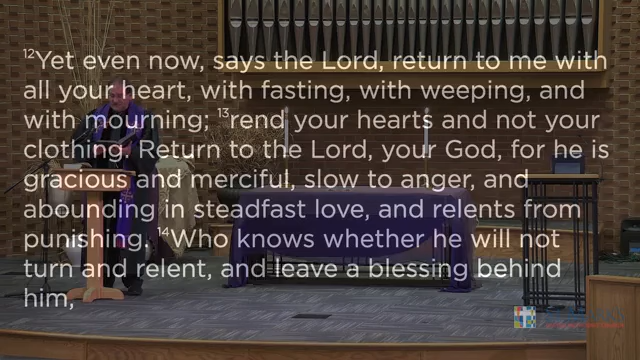 ¹²Yet even now, says the Lord, return to me with
all your heart, with fasting, with weeping, and
with mourning; ¹³rend your hearts and not your
clothing. Return to the Lord, your God, for he is
gracious and merciful, slow to anger, and
abounding in steadfast love, and relents from
punishing. ¹⁴Who knows whether he will not
turn and relent, and leave a blessing behind
him,